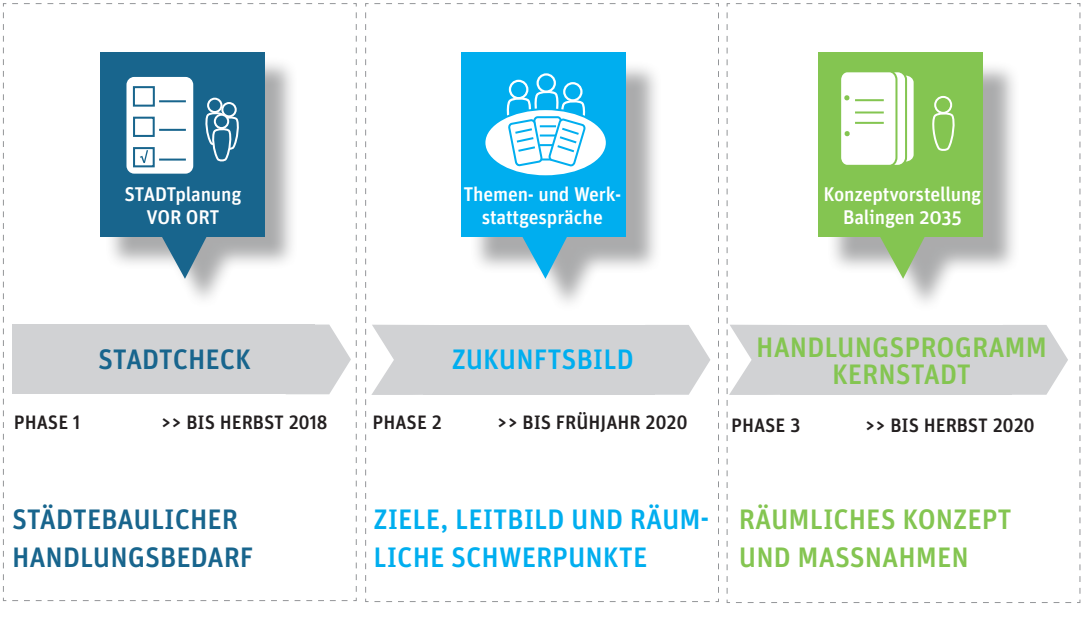 STADTplanung
VOR ORT
STADTCHECK
PHASE 1 >> BIS HERBST 2018
STÄDTEBAULICHER
HANDLUNGSBEDARF
Themen- und Werk-
stattgespräche
ZUKUNFTSBILD
PHASE 2 >> BIS FRÜHJAHR 2020
ZIELE, LEITBILD UND RÄUM-
LICHE SCHWERPUNKTE
Konzeptvorstellung
Balingen 2035
HANDLUNGSPROGRAMM
KERNSTADT
PHASE 3 >> BIS HERBST 2020
RÄUMLICHES KONZEPT
UND MASSNAHMEN